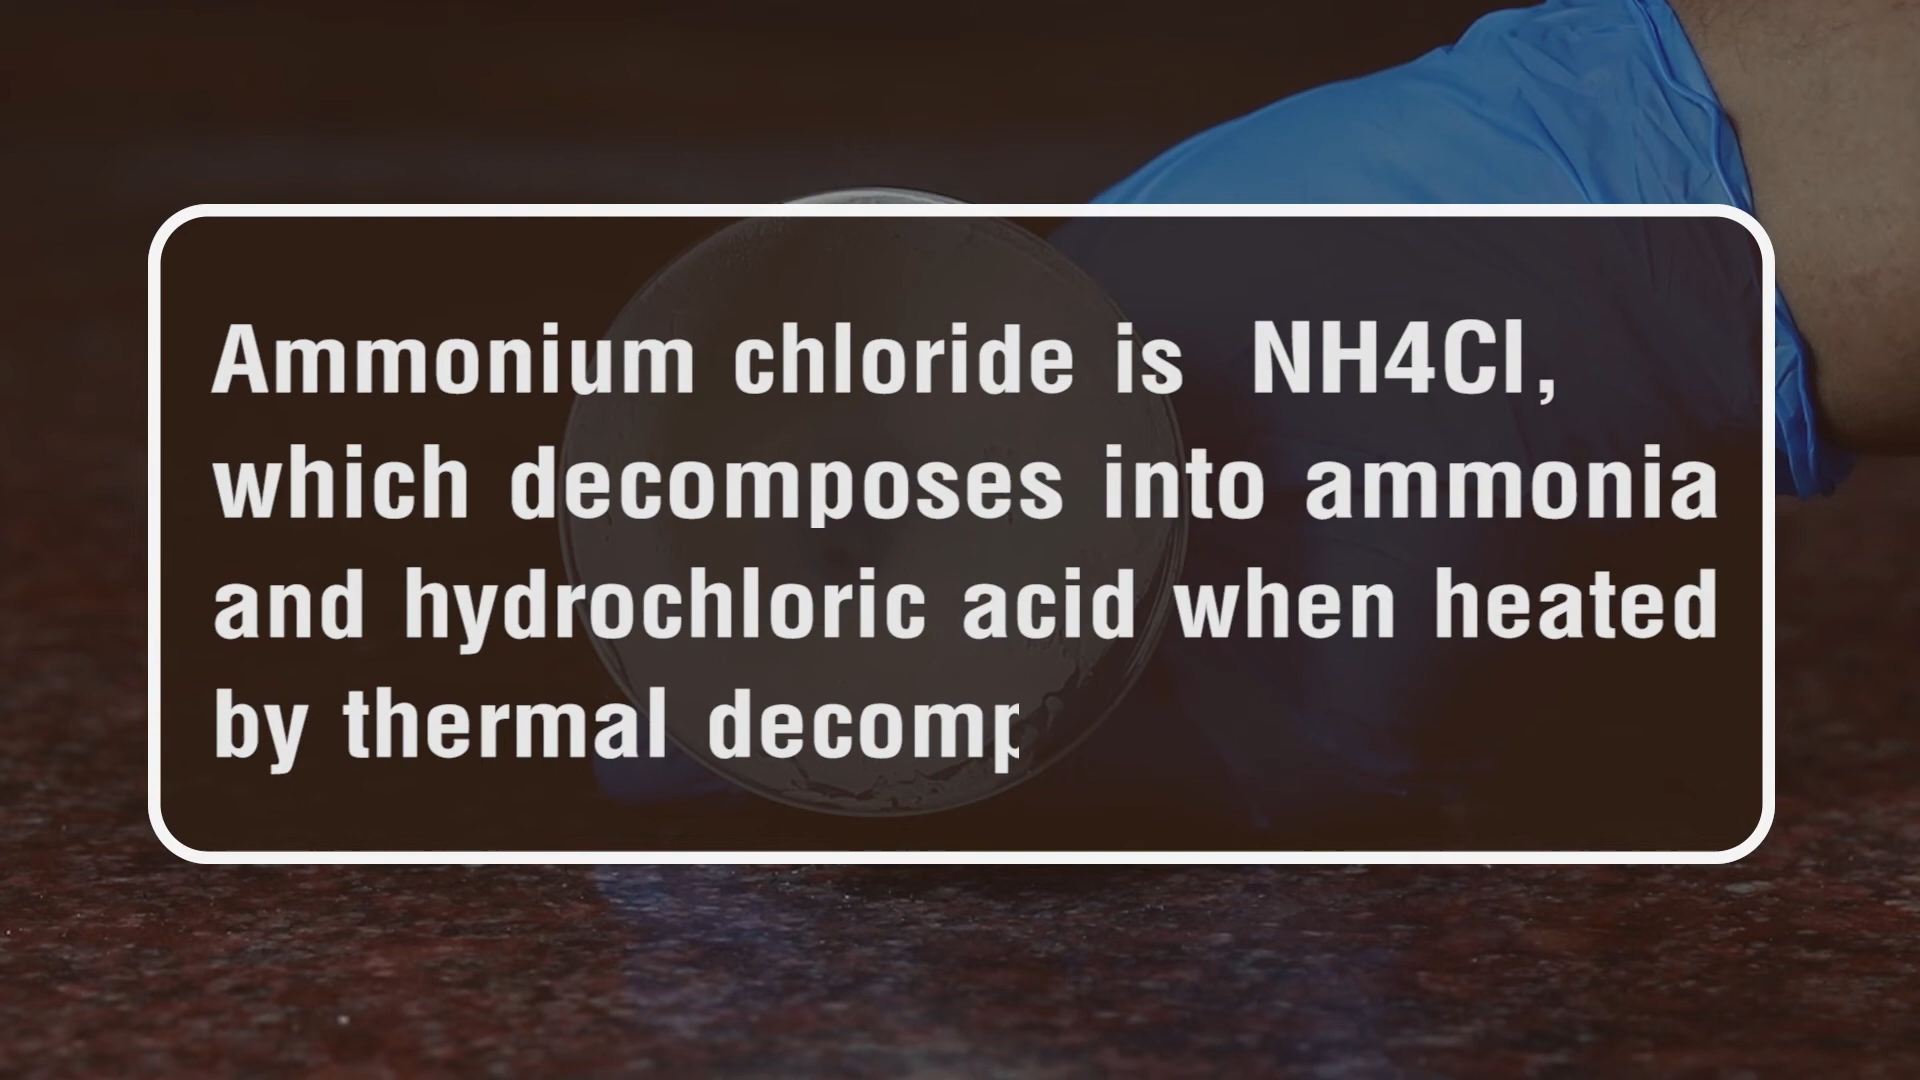 Ammonium chloride is NH4Cl,
which decomposes into ammonia
and hydrochloric acid when heated
by thermal decomp